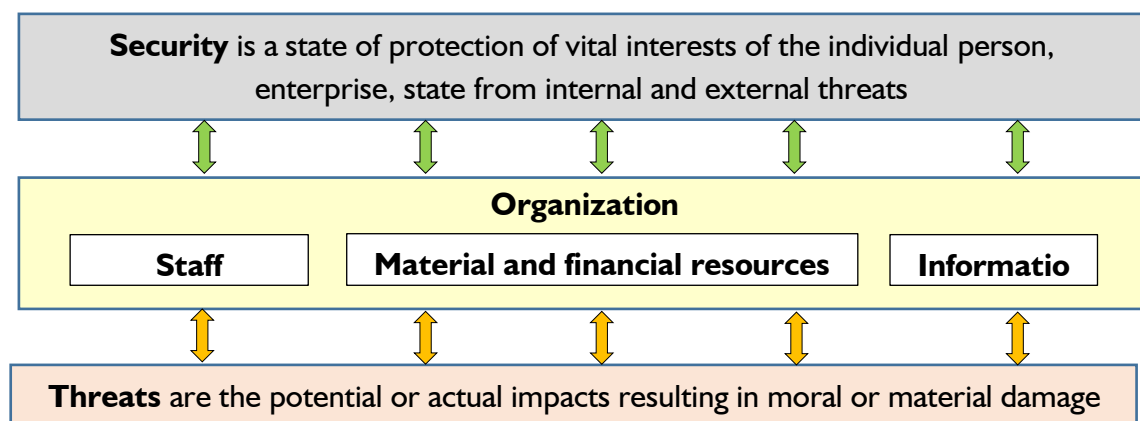 Security is a state of protection of vital interests of the individual person,
enterprise, state from internal and external threats
Organization
Staff
Material and financial resources
Informatio
Threats are the potential or actual impacts resulting in moral or material damage